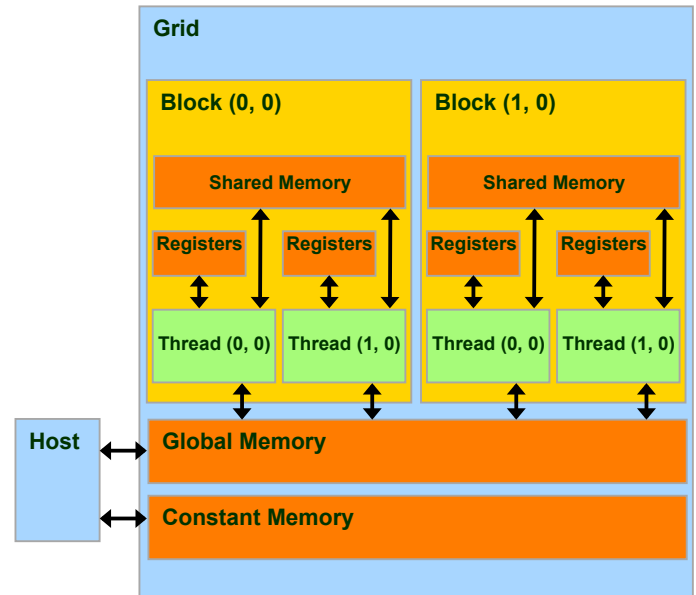 Grid
Block (0, 0)
Block (1, 0)
Shared Memory
Shared Memory
Registers
Registers
Registers
Registers
Thread (0, 0)
Thread (1, 0)
Thread (0, 0)
Thread (1, 0)
Host
Global Memory
Constant Memory